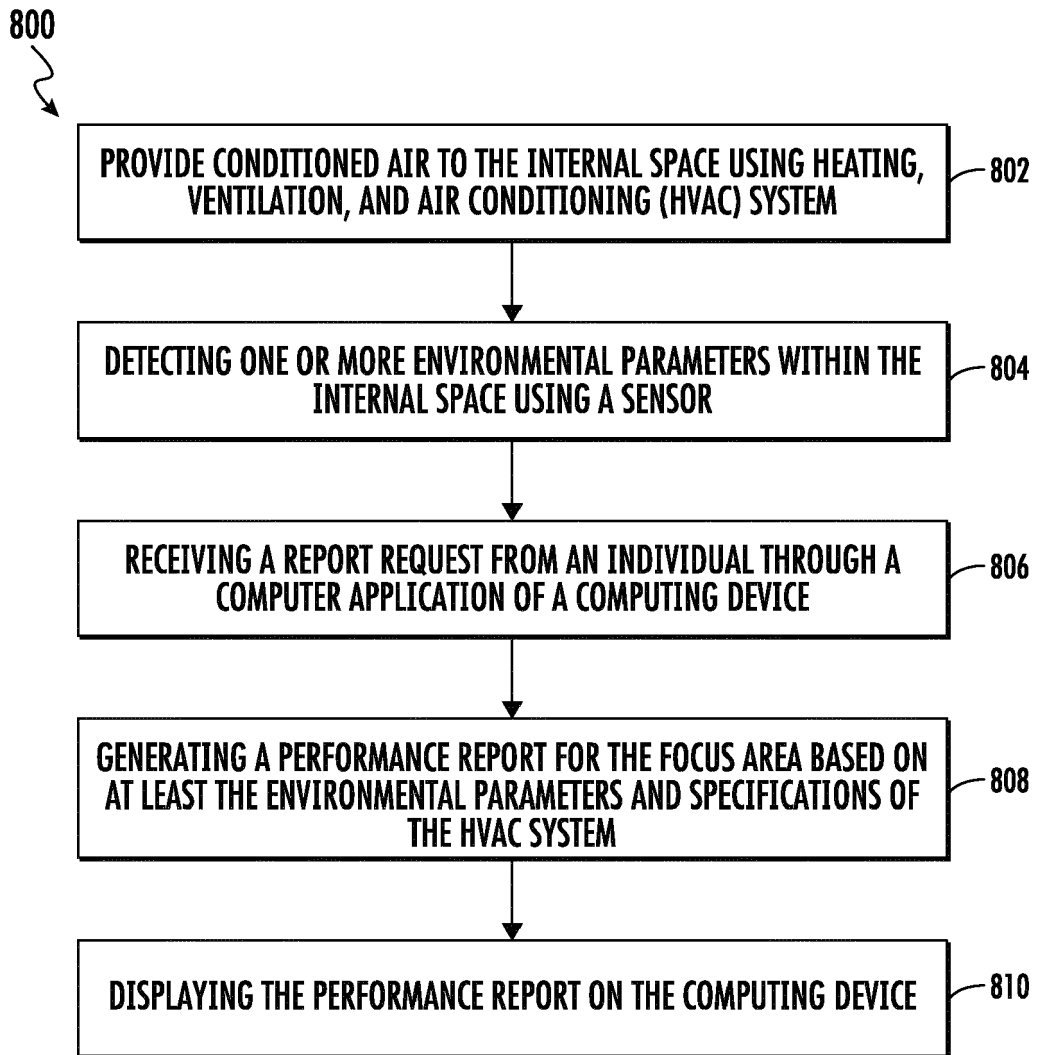 800
PROVIDE CONDITIONED AIR TO THE INTERNAL SPACE USING HEATING,
VENTILATION, AND AIR CONDITIONING (HVAC) SYSTEM
802
DETECTING ONE OR MORE ENVIRONMENTAL PARAMETERS WITHIN THE
INTERNAL SPACE USING A SENSOR
804
RECEIVING A REPORT REQUEST FROM AN INDIVIDUAL THROUGH A
COMPUTER APPLICATION OF A COMPUTING DEVICE
806
GENERATING A PERFORMANCE REPORT FOR THE FOCUS AREA BASED ON
AT LEAST THE ENVIRONMENTAL PARAMETERS AND SPECIFICATIONS OF
THE HVAC SYSTEM
808
DISPLAYING THE PERFORMANCE REPORT ON THE COMPUTING DEVICE
810